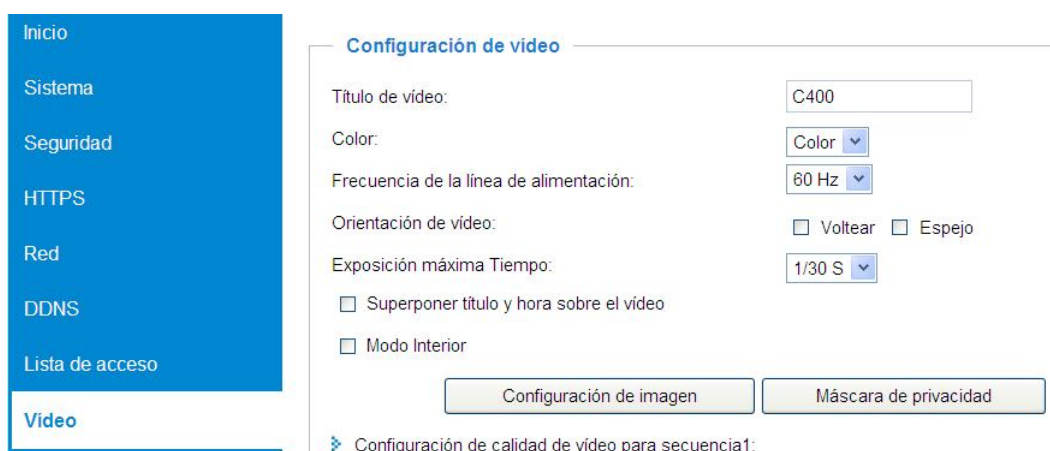 Inicio
Sistema
Seguridad
HTTPS
Red
DDNS
Lista de acceso
Vídeo
Configuración de vídeo
Título de vídeo: C400
Color: Color
Frecuencia de la línea de alimentación: 60 Hz
Orientación de vídeo: Voltear Espejo
Exposición máxima Tiempo: 1/30 S
Superponer título y hora sobre el vídeo
Modo Interior
Configuración de imagen Máscara de privacidad
Configuración de calidad de vídeo para secuencia1: